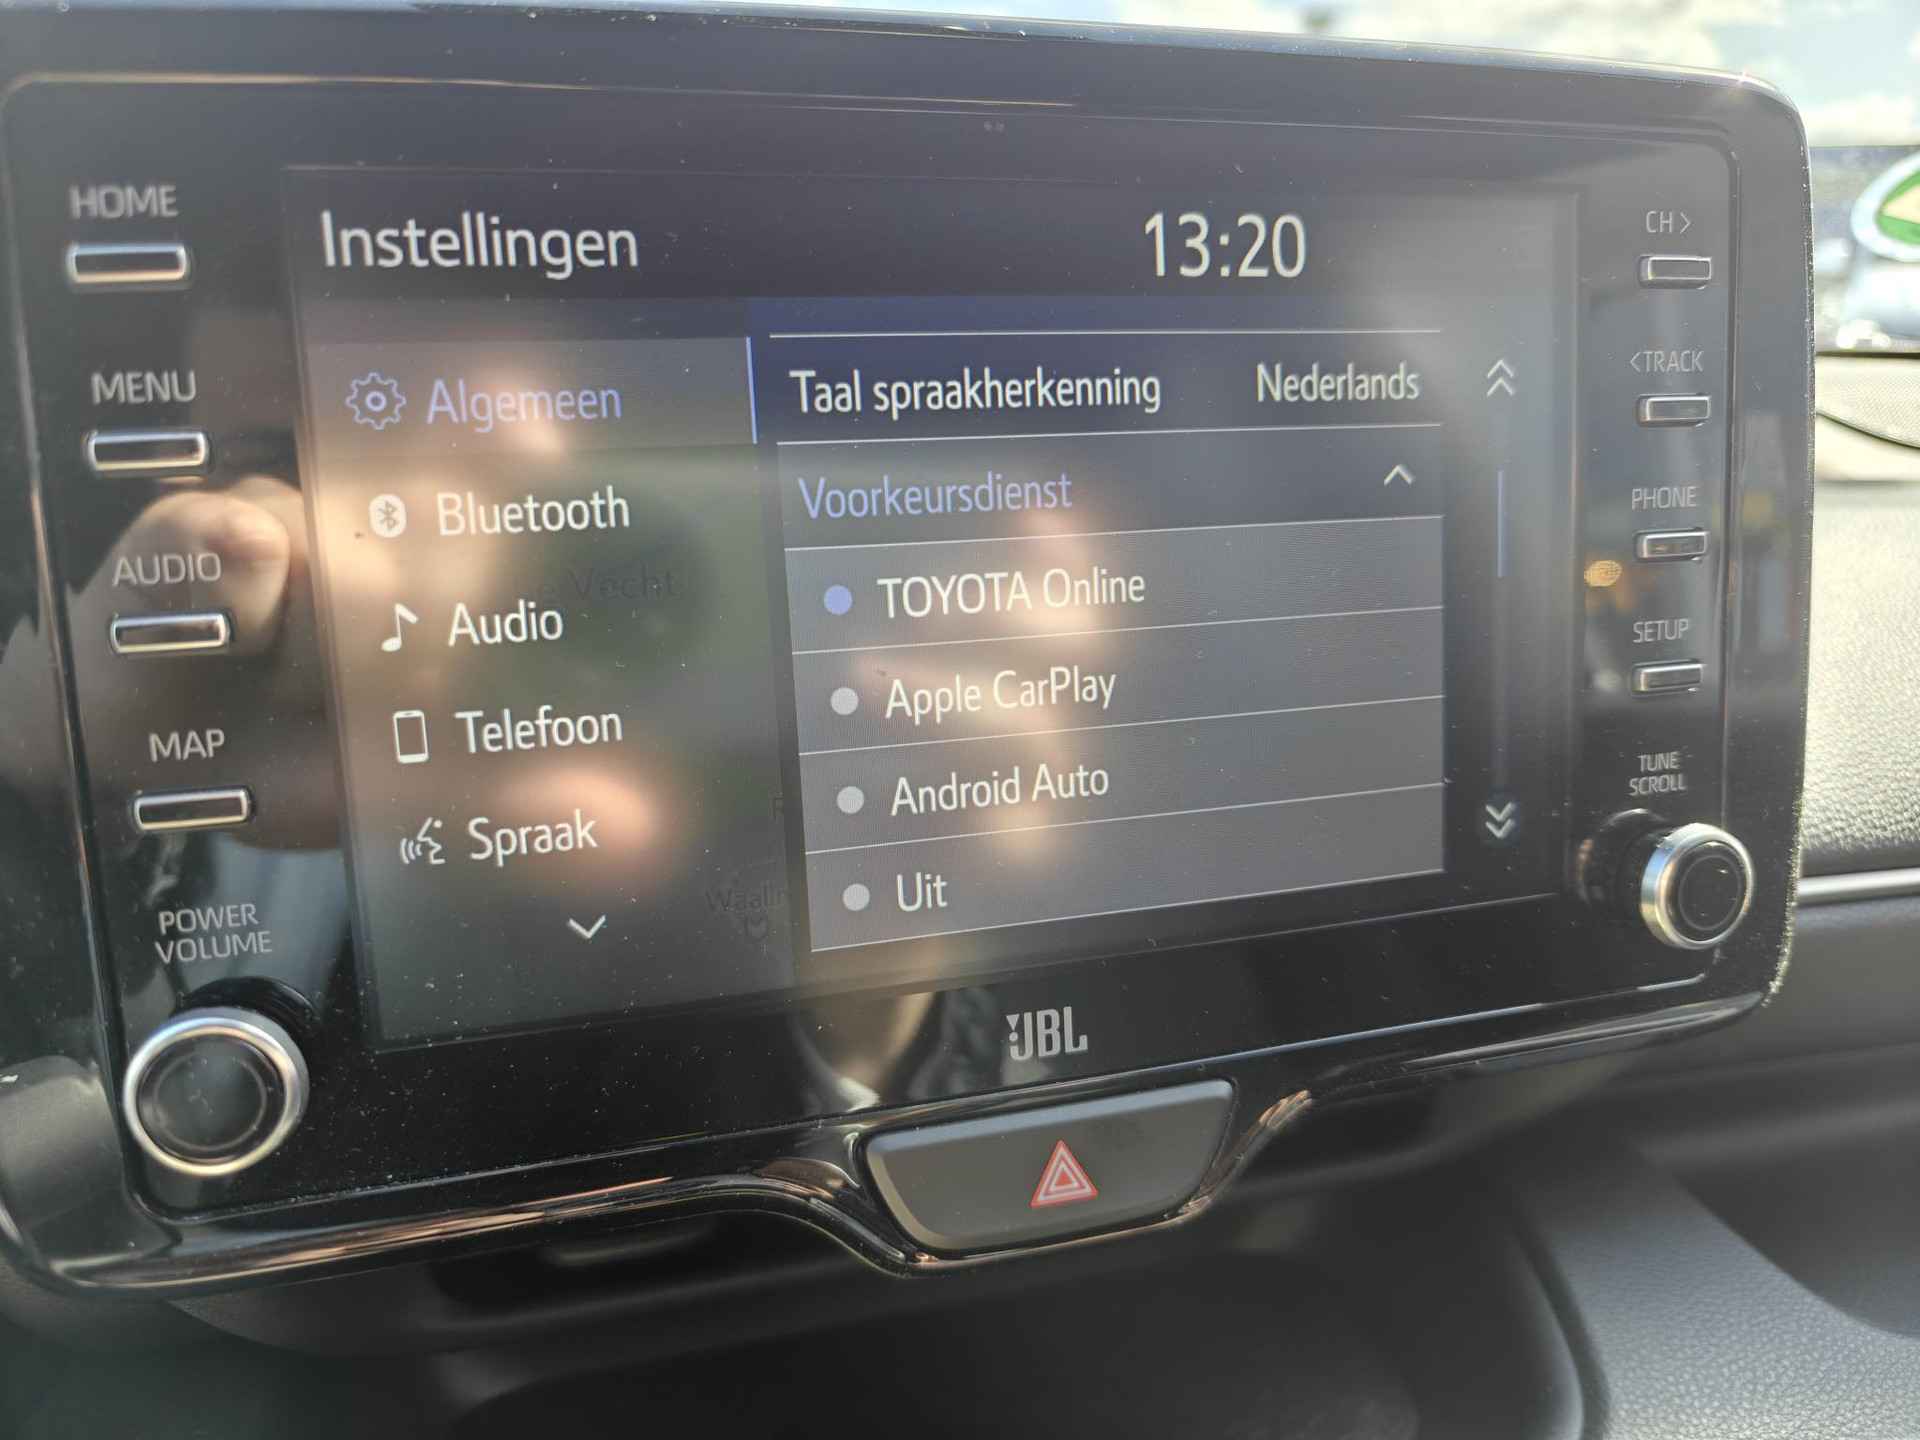 HOME
MENU
AUDIO
MAP
POWER
VOLUME
Instellingen
13:20
Algemeen
Bluetooth
Audio
Telefoon
Spraak
Taal spraakherkenning Nederlands
Voorkeursdienst
TOYOTA Online
Apple CarPlay
Android Auto
Uit
CH>
<TRACK
PHONE
SETUP
TUNE
SCROLL
JBL
Vecht